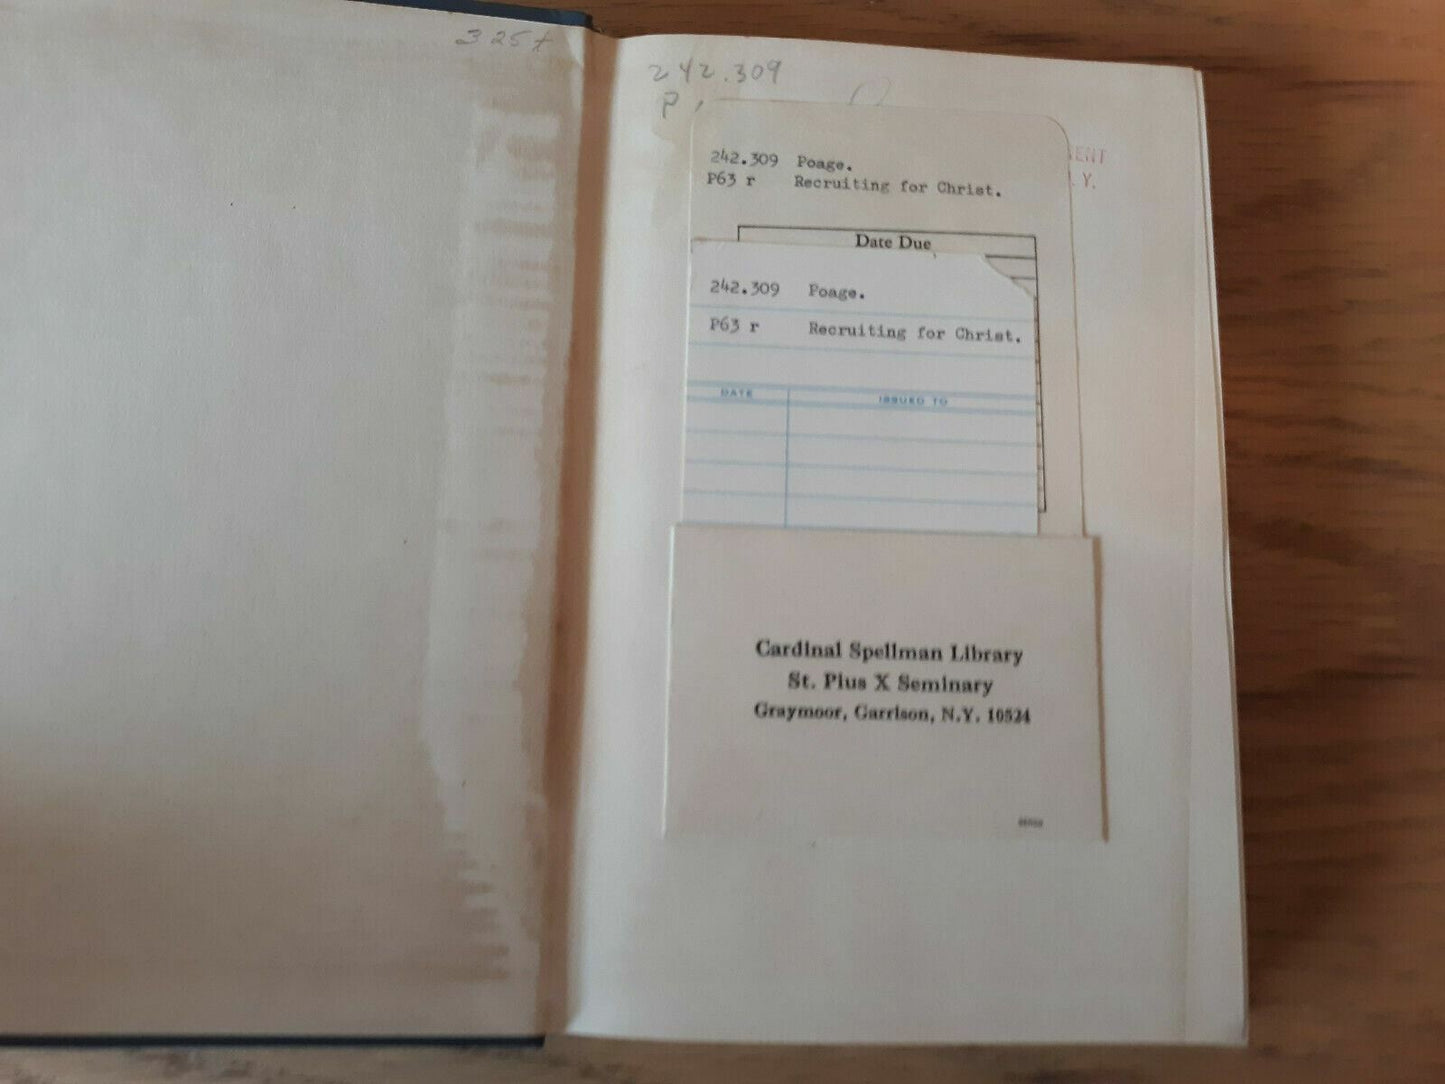 325+
242.309
P
242.309 Poage.
P63 r Recruiting for Christ.
Y.
Date Due
242.309 Poage.
P63 r Recruiting for Christ.
DATE ISSUED TO
Cardinal Spellman Library
St. Pius X Seminary
Graymoor, Garrison, N.Y. 10524